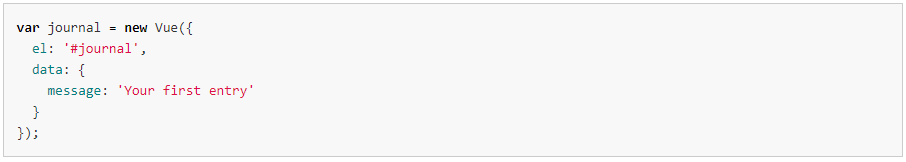 var journal = new Vue({
  el: '#journal',
  data: {
    message: 'Your first entry'
  }
});